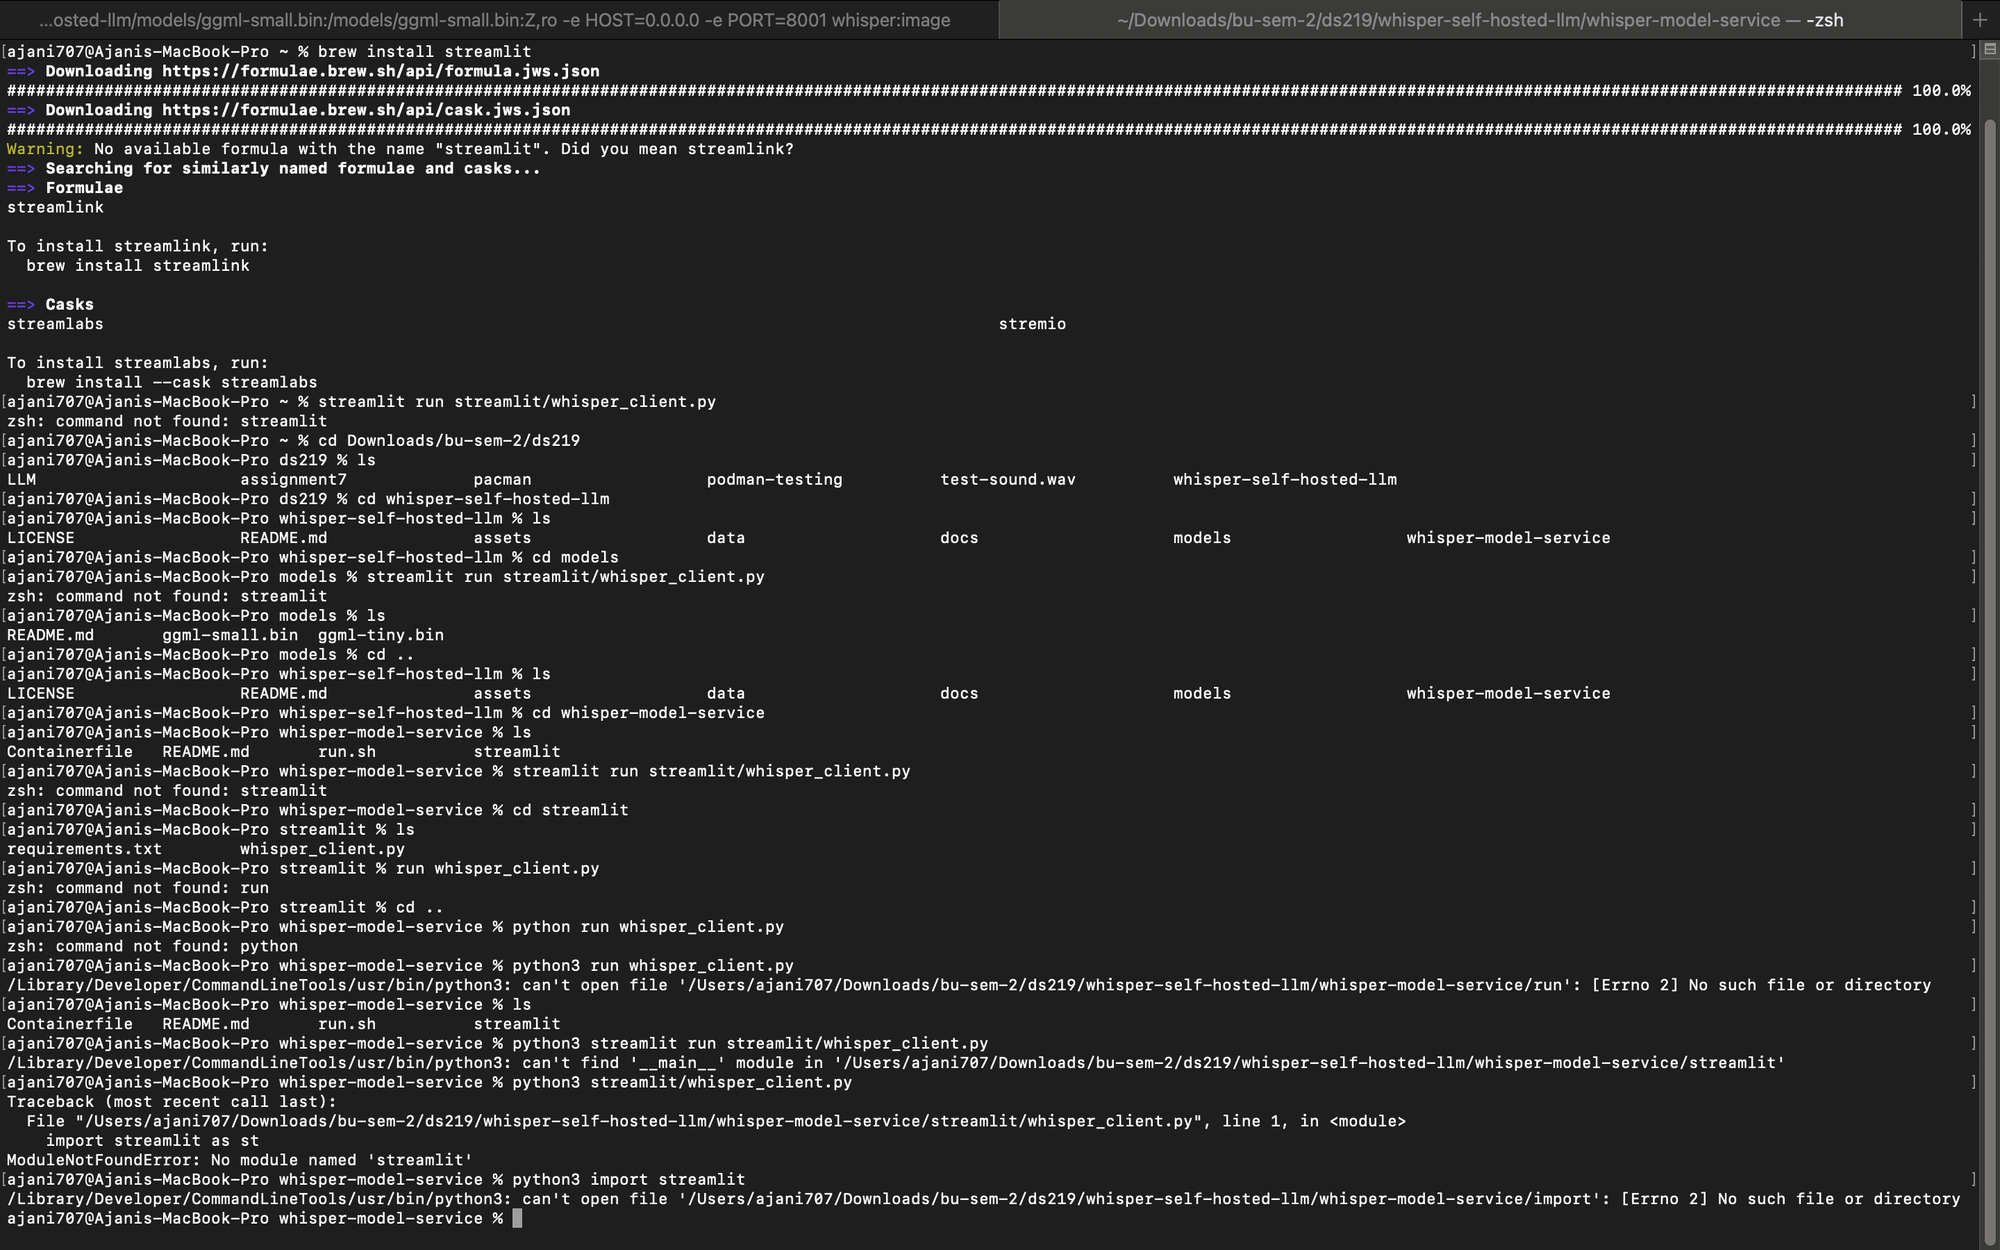 ...osted-llm/models/ggml-small.bin:/models/ggml-small.bin:Z,ro -e HOST=0.0.0.0 -e PORT=8001 whisper:image
~/Downloads/bu-sem-2/ds219/whisper-self-hosted-llm/whisper-model-service — -zsh
[ajani707@Ajanis-MacBook-Pro ~ % brew install streamlit ]
==> Downloading https://formulae.brew.sh/api/formula.jws.json
################################################################################ 100.0%
==> Downloading https://formulae.brew.sh/api/cask.jws.json
################################################################################ 100.0%
Warning: No available formula with the name "streamlit". Did you mean streamlink?
==> Searching for similarly named formulae and casks...
==> Formulae
streamlink
To install streamlink, run:
  brew install streamlink
==> Casks
streamlabs stremio
To install streamlabs, run:
  brew install --cask streamlabs
[ajani707@Ajanis-MacBook-Pro ~ % streamlit run streamlit/whisper_client.py ]
zsh: command not found: streamlit
[ajani707@Ajanis-MacBook-Pro ~ % cd Downloads/bu-sem-2/ds219 ]
[ajani707@Ajanis-MacBook-Pro ds219 % ls ]
LLM assignment7 pacman podman-testing test-sound.wav whisper-self-hosted-llm
[ajani707@Ajanis-MacBook-Pro ds219 % cd whisper-self-hosted-llm ]
[ajani707@Ajanis-MacBook-Pro whisper-self-hosted-llm % ls ]
LICENSE README.md assets data docs models whisper-model-service
[ajani707@Ajanis-MacBook-Pro whisper-self-hosted-llm % cd models ]
[ajani707@Ajanis-MacBook-Pro models % streamlit run streamlit/whisper_client.py ]
zsh: command not found: streamlit
[ajani707@Ajanis-MacBook-Pro models % ls ]
README.md ggml-small.bin ggml-tiny.bin
[ajani707@Ajanis-MacBook-Pro models % cd .. ]
[ajani707@Ajanis-MacBook-Pro whisper-self-hosted-llm % ls ]
LICENSE README.md assets data docs models whisper-model-service
[ajani707@Ajanis-MacBook-Pro whisper-self-hosted-llm % cd whisper-model-service ]
[ajani707@Ajanis-MacBook-Pro whisper-model-service % ls ]
Containerfile README.md run.sh streamlit
[ajani707@Ajanis-MacBook-Pro whisper-model-service % streamlit run streamlit/whisper_client.py ]
zsh: command not found: streamlit
[ajani707@Ajanis-MacBook-Pro whisper-model-service % cd streamlit ]
[ajani707@Ajanis-MacBook-Pro streamlit % ls ]
requirements.txt whisper_client.py
[ajani707@Ajanis-MacBook-Pro streamlit % run whisper_client.py ]
zsh: command not found: run
[ajani707@Ajanis-MacBook-Pro streamlit % cd .. ]
[ajani707@Ajanis-MacBook-Pro whisper-model-service % python run whisper_client.py ]
zsh: command not found: python
[ajani707@Ajanis-MacBook-Pro whisper-model-service % python3 run whisper_client.py ]
/Library/Developer/CommandLineTools/usr/bin/python3: can't open file '/Users/ajani707/Downloads/bu-sem-2/ds219/whisper-self-hosted-llm/whisper-model-service/run': [Errno 2] No such file or directory
[ajani707@Ajanis-MacBook-Pro whisper-model-service % ls ]
Containerfile README.md run.sh streamlit
[ajani707@Ajanis-MacBook-Pro whisper-model-service % python3 streamlit run streamlit/whisper_client.py ]
/Library/Developer/CommandLineTools/usr/bin/python3: can't find '__main__' module in '/Users/ajani707/Downloads/bu-sem-2/ds219/whisper-self-hosted-llm/whisper-model-service/streamlit'
[ajani707@Ajanis-MacBook-Pro whisper-model-service % python3 streamlit/whisper_client.py ]
Traceback (most recent call last):
  File "/Users/ajani707/Downloads/bu-sem-2/ds219/whisper-self-hosted-llm/whisper-model-service/streamlit/whisper_client.py", line 1, in <module>
    import streamlit as st
ModuleNotFoundError: No module named 'streamlit'
[ajani707@Ajanis-MacBook-Pro whisper-model-service % python3 import streamlit ]
/Library/Developer/CommandLineTools/usr/bin/python3: can't open file '/Users/ajani707/Downloads/bu-sem-2/ds219/whisper-self-hosted-llm/whisper-model-service/import': [Errno 2] No such file or directory
ajani707@Ajanis-MacBook-Pro whisper-model-service %